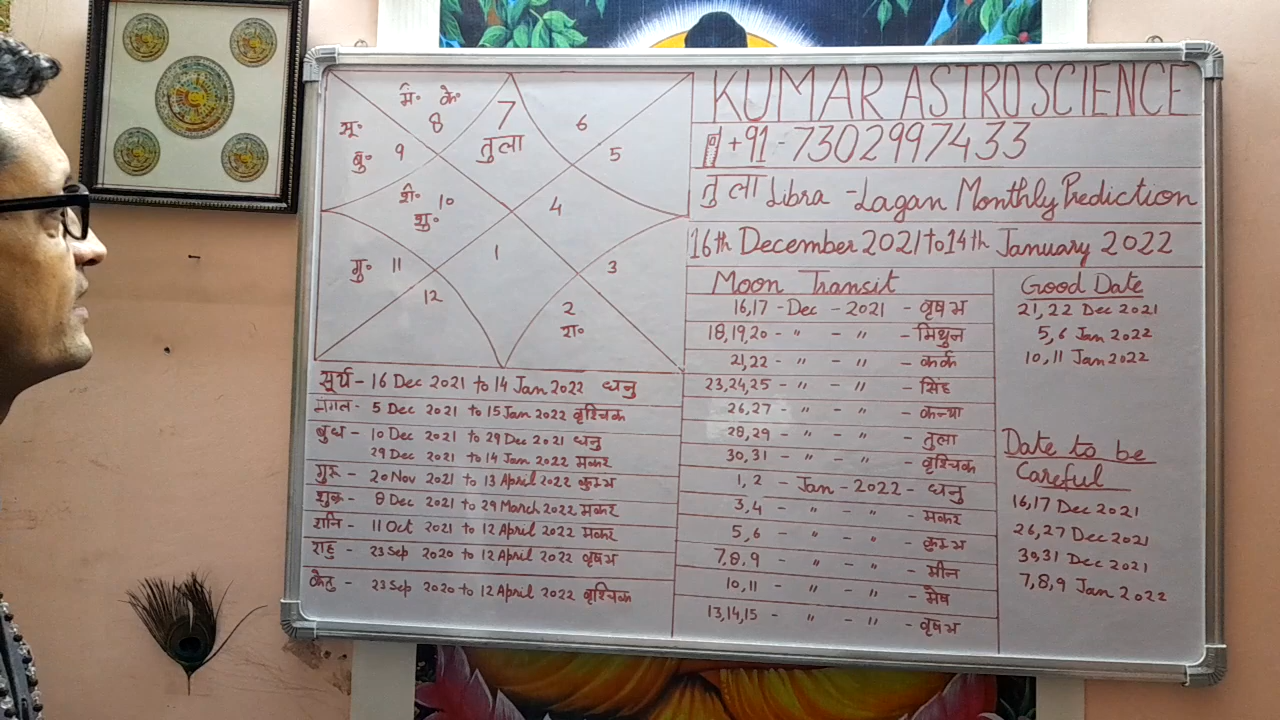 मं॰ के॰
8
7
तुला
6
सू॰
बु॰
9
5
श॰
शु॰
10
4
1
गु॰ 11
12
3
2
रा॰
सूर्य - 16 Dec 2021 to 14 Jan 2022 धनु
मंगल - 5 Dec 2021 to 15 Jan 2022 वृश्चिक
बुध - 10 Dec 2021 to 29 Dec 2021 धनु
29 Dec 2021 to 14 Jan 2022 मकर
गुरु - 20 Nov 2021 to 13 April 2022 कुम्भ
शुक्र - 8 Dec 2021 to 29 March 2022 मकर
शनि - 11 Oct 2021 to 12 April 2022 मकर
राहु - 23 Sep 2020 to 12 April 2022 वृषभ
केतु - 23 Sep 2020 to 12 April 2022 वृश्चिक
KUMAR ASTRO SCIENCE
+91-7302997433
तुला Libra - Lagan Monthly Prediction
16th December 2021 to 14th January 2022
Moon Transit
16,17 - Dec - 2021 - वृषभ
18,19,20 - " - " - मिथुन
21,22 - " - " - कर्क
23,24,25 - " - " - सिंह
26,27 - " - " - कन्या
28,29 - " - " - तुला
30,31 - " - " - वृश्चिक
1, 2 - Jan - 2022 - धनु
3,4 - " - " - मकर
5,6 - " - " - कुम्भ
7,8,9 - " - " - मीन
10,11 - " - " - मेष
13,14,15 - " - " - वृषभ
Good Date
21,22 Dec 2021
5,6 Jan 2022
10,11 Jan 2022
Date to be
Careful
16,17 Dec 2021
26,27 Dec 2021
30,31 Dec 2021
7,8,9 Jan 2022